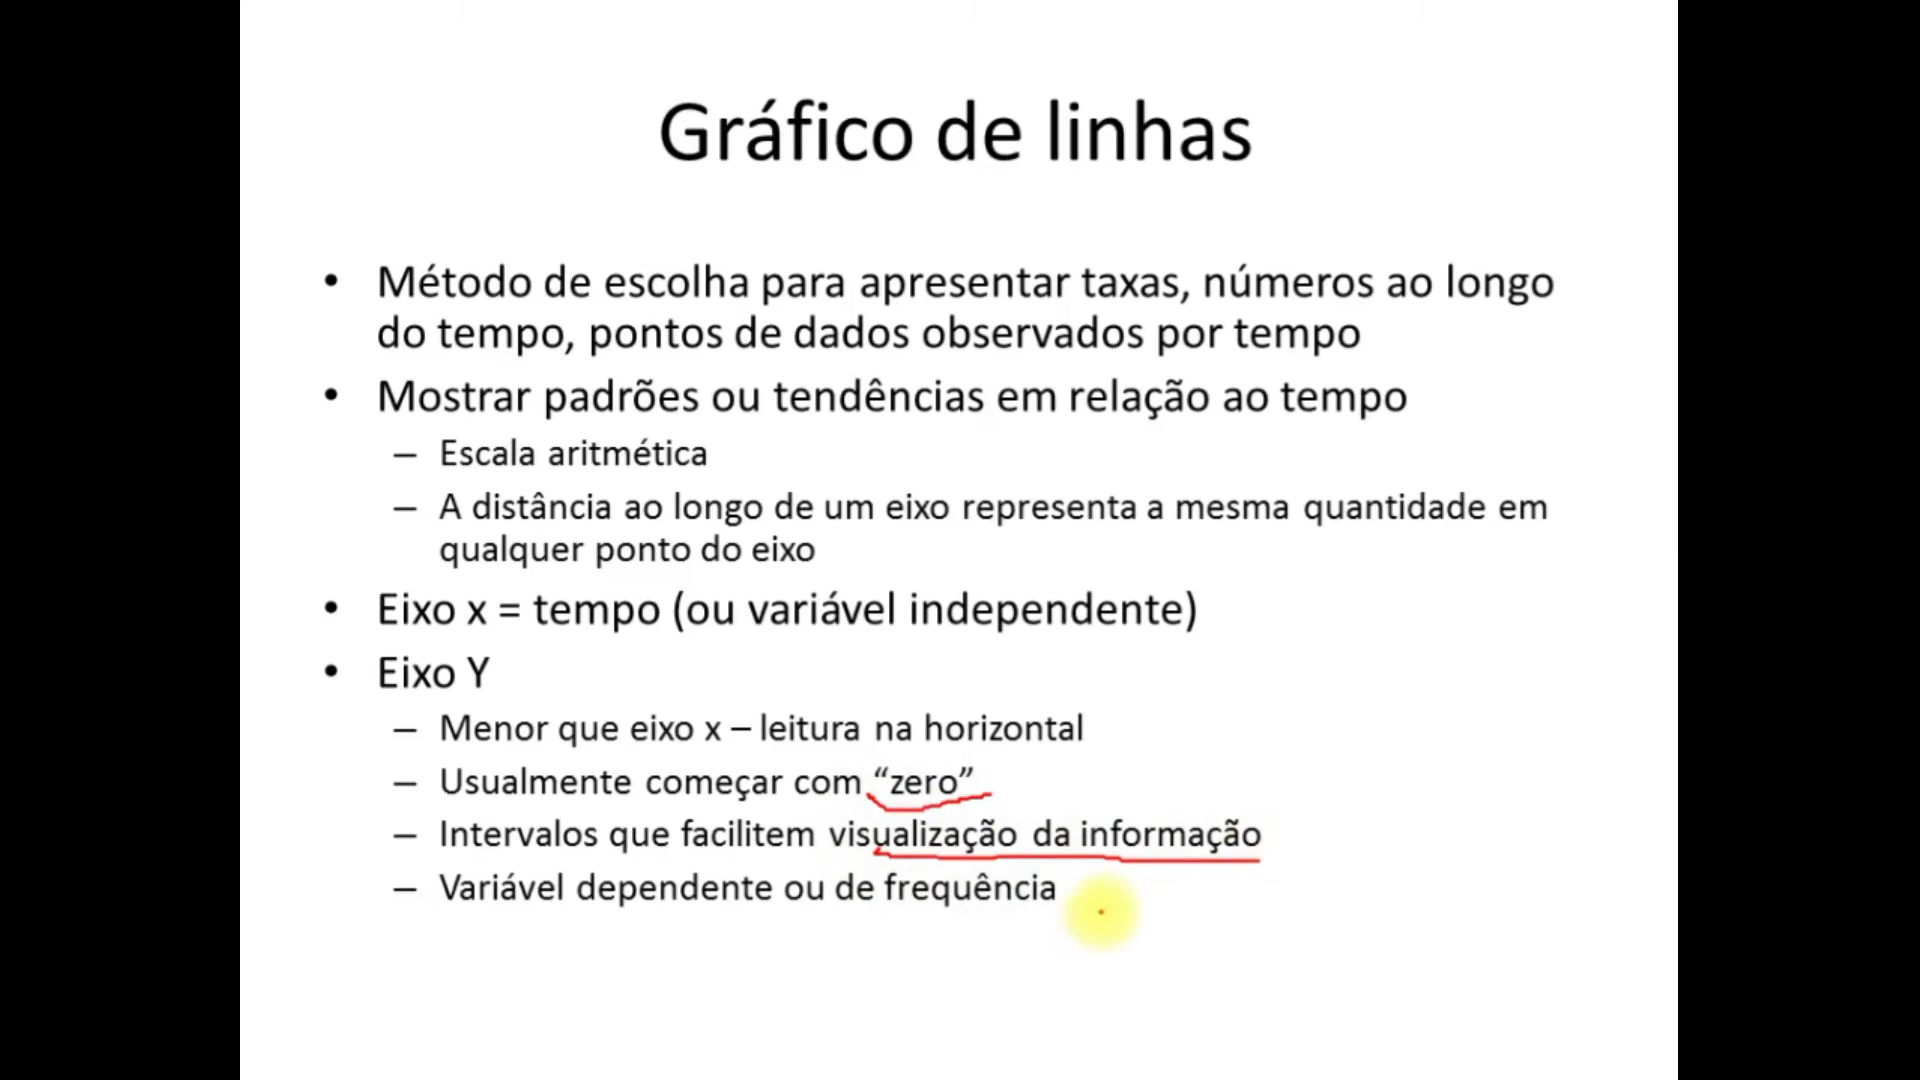 Gráfico de linhas
• Método de escolha para apresentar taxas, números ao longo
do tempo, pontos de dados observados por tempo
• Mostrar padrões ou tendências em relação ao tempo
– Escala aritmética
– A distância ao longo de um eixo representa a mesma quantidade em
qualquer ponto do eixo
• Eixo x = tempo (ou variável independente)
• Eixo Y
– Menor que eixo x – leitura na horizontal
– Usualmente começar com “zero”
– Intervalos que facilitem visualização da informação
– Variável dependente ou de frequência